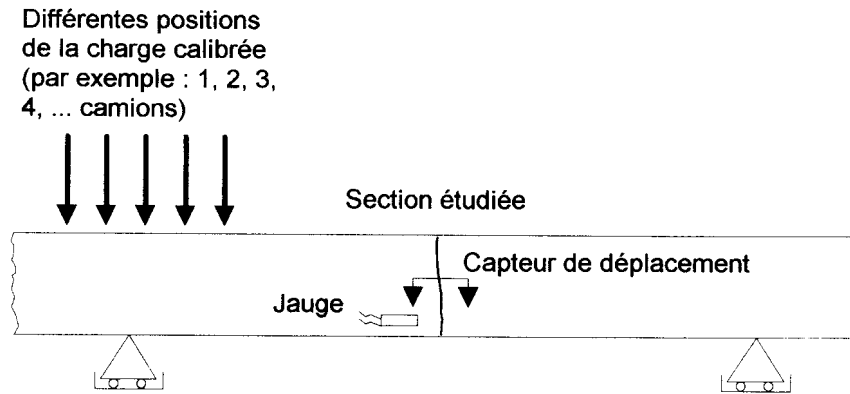 Différentes positions
de la charge calibrée
(par exemple : 1, 2, 3,
4, ... camions)
Section étudiée
Capteur de déplacement
Jauge